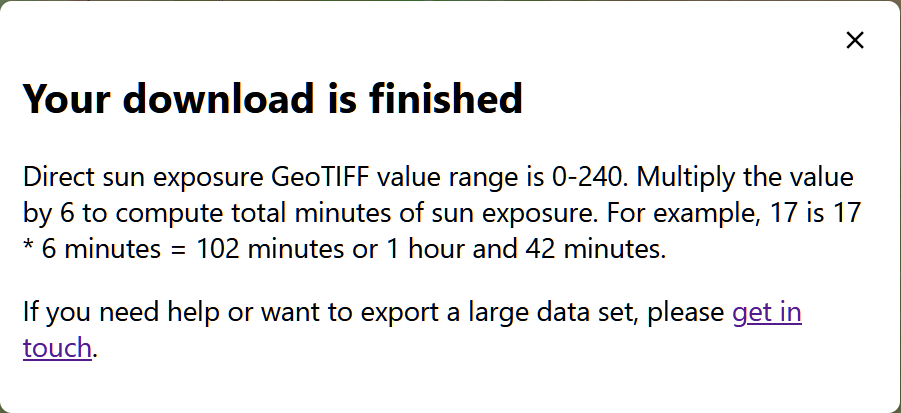 Your download is finished
Direct sun exposure GeoTIFF value range is 0-240. Multiply the value
by 6 to compute total minutes of sun exposure. For example, 17 is 17
* 6 minutes = 102 minutes or 1 hour and 42 minutes.
If you need help or want to export a large data set, please get in
touch.